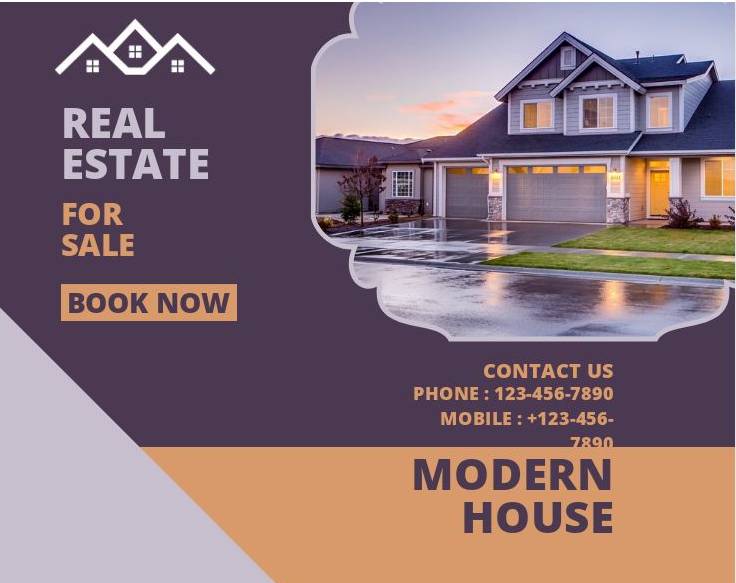 REAL
ESTATE
FOR
SALE
BOOK NOW
CONTACT US
PHONE : 123-456-7890
MOBILE : +123-456-
7890
MODERN
HOUSE